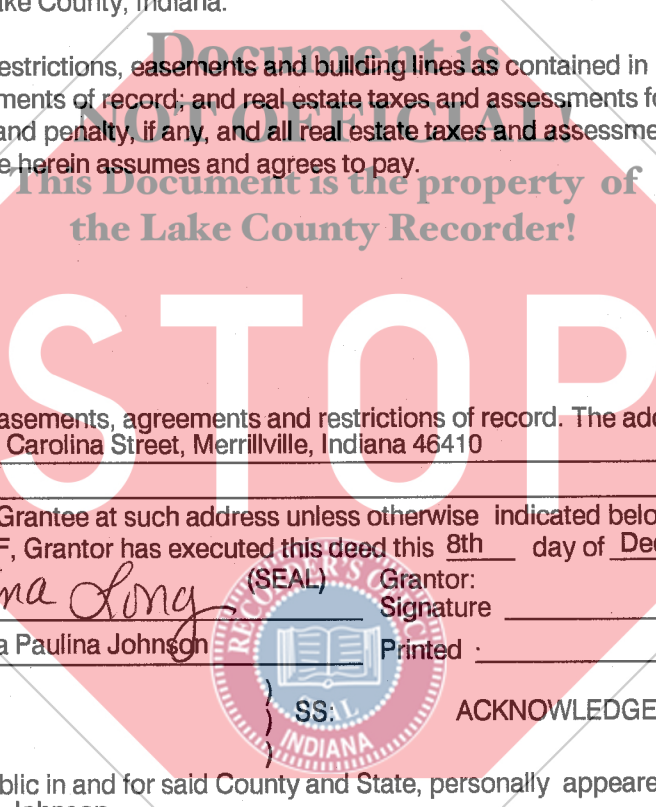 ake County, Indiana.
Document is
estrictions, easements and building lines as contained in
ments of record; and real estate taxes and assessments fo
NOT OFFICIAL!
and penalty, if any, and all real estate taxes and assessme
e herein assumes and agrees to pay.
This Document is the property of
the Lake County Recorder!
STOP
asements, agreements and restrictions of record. The add
Carolina Street, Merrillville, Indiana 46410
Grantee at such address unless otherwise indicated belo
F, Grantor has executed this deed this 8th day of Dec
na Long (SEAL) Grantor:
Signature
a Paulina Johnson Printed
RECORDER'S OFFICE
SEAL
INDIANA
) SS: ACKNOWLEDGE
)
)
blic in and for said County and State, personally appeare
Johnson